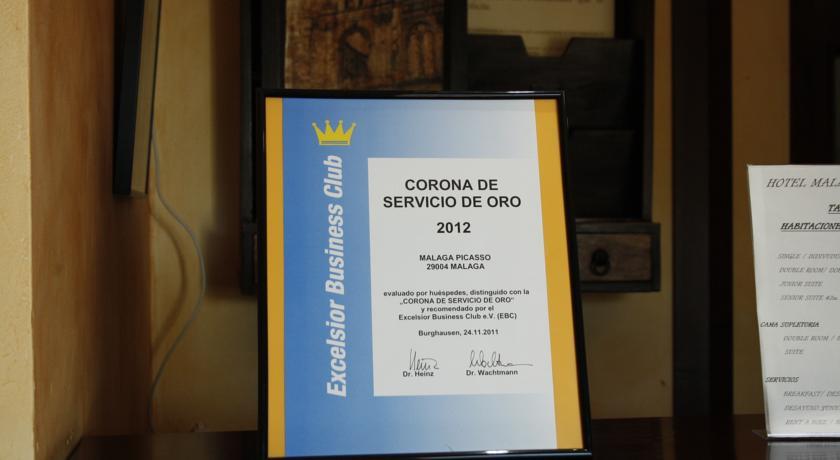 Excelsior Business Club
CORONA DE
SERVICIO DE ORO
2012
MALAGA PICASSO
29004 MALAGA
evaluado por huéspedes, distinguido con la
„CORONA DE SERVICIO DE ORO"
y recomendado por el
Excelsior Business Club e.V. (EBC)
Burghausen, 24.11.2011
Dr. Heinz Dr. Wachtmann
HOTEL
HABITACIONE
SINGLE /
DOUBLE ROOM/
JUNIOR SUITE
SENIOR SUITE
CAMA SUPLETORIA
DOUBLE ROOM /
SUITE
SERVICIOS
BREAKFAST/
DESAYUNO
RENT A